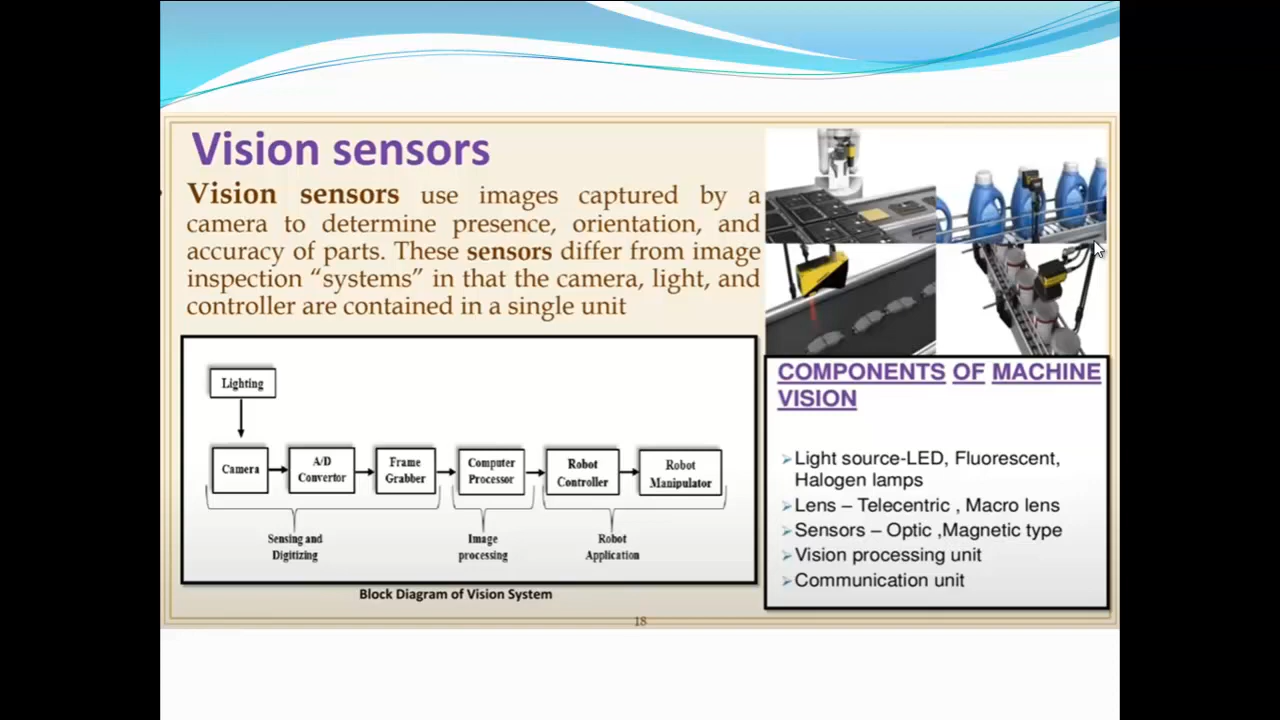 Vision sensors
Vision sensors use images captured by a
camera to determine presence, orientation, and
accuracy of parts. These sensors differ from image
inspection “systems” in that the camera, light, and
controller are contained in a single unit
Lighting
Camera
A/D
Convertor
Frame
Grabber
Computer
Processor
Robot
Controller
Robot
Manipulator
Sensing and
Digitizing
Image
processing
Robot
Application
Block Diagram of Vision System
COMPONENTS OF MACHINE
VISION
➢Light source-LED, Fluorescent,
Halogen lamps
➢Lens – Telecentric , Macro lens
➢Sensors – Optic ,Magnetic type
➢Vision processing unit
➢Communication unit
18